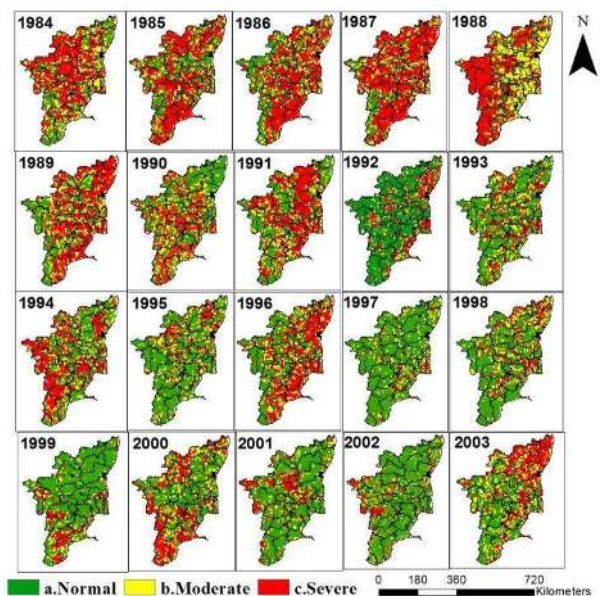 1984 1985 1986 1987 1988 N
1989 1990 1991 1992 1993
1994 1995 1996 1997 1998
1999 2000 2001 2002 2003
a.Normal b.Moderate c.Severe 0 180 360 720
Kilometers